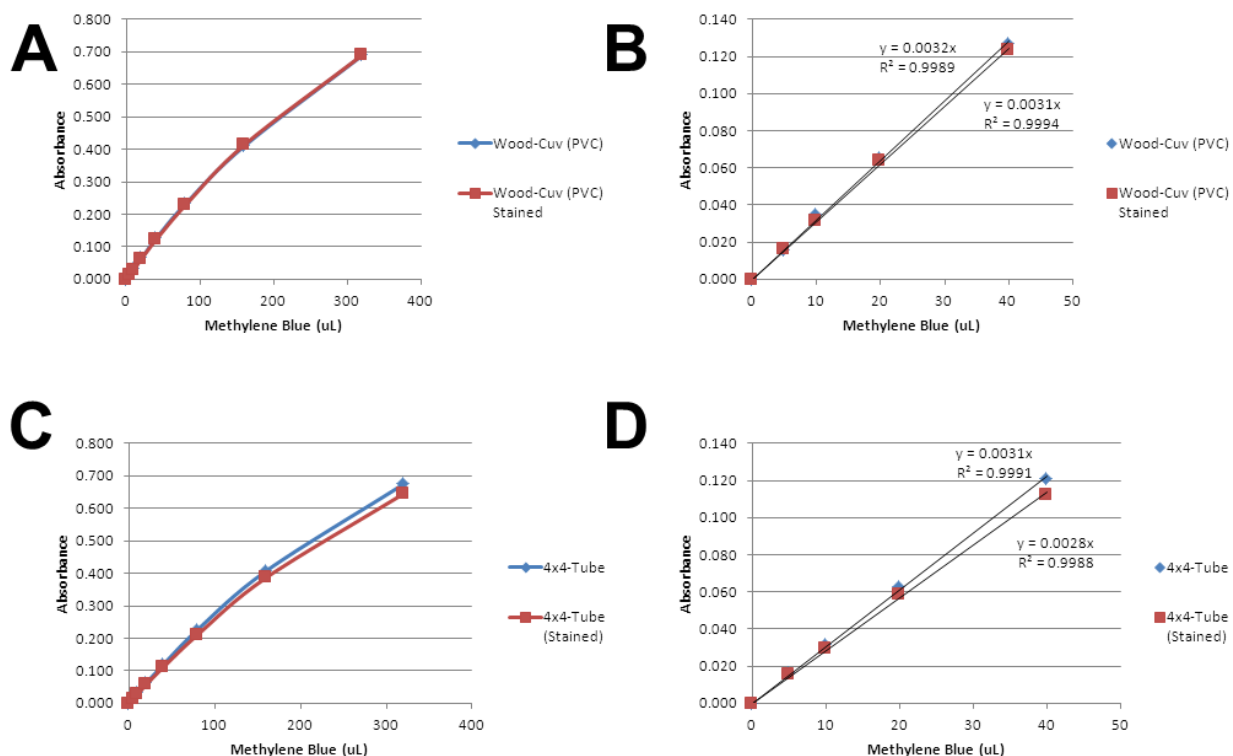 A
0.800
0.700
0.600
0.500
0.400
0.300
0.200
0.100
0.000
Absorbance
0
100
200
300
400
Methylene Blue (uL)
Wood-Cuv (PVC)
Wood-Cuv (PVC)
Stained
B
0.140
0.120
0.100
0.080
0.060
0.040
0.020
0.000
Absorbance
y = 0.0032x
R² = 0.9989
y = 0.0031x
R² = 0.9994
0
10
20
30
40
50
Methylene Blue (uL)
Wood-Cuv (PVC)
Wood-Cuv (PVC)
Stained
C
0.800
0.700
0.600
0.500
0.400
0.300
0.200
0.100
0.000
Absorbance
0
100
200
300
400
Methylene Blue (uL)
4x4-Tube
4x4-Tube
(Stained)
D
0.140
0.120
0.100
0.080
0.060
0.040
0.020
0.000
Absorbance
y = 0.0031x
R² = 0.9991
y = 0.0028x
R² = 0.9988
0
10
20
30
40
50
Methylene Blue (uL)
4x4-Tube
4x4-Tube
(Stained)